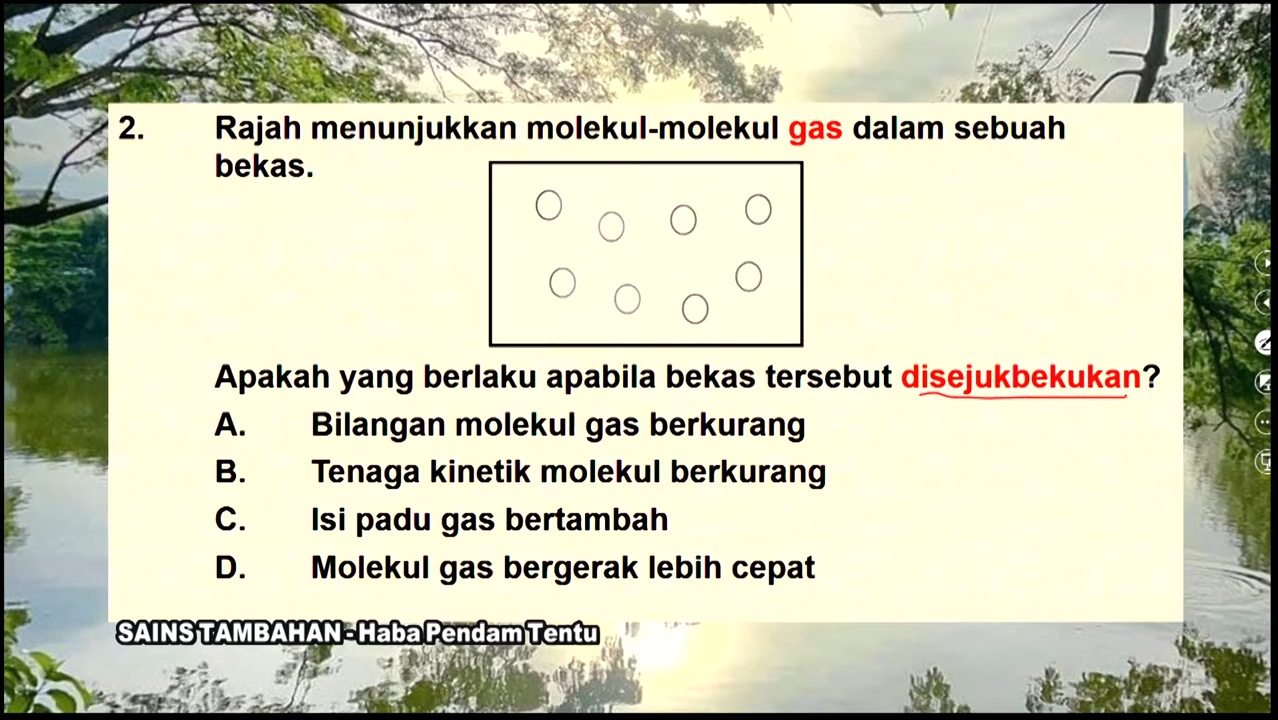 2. Rajah menunjukkan molekul-molekul gas dalam sebuah
bekas.
Apakah yang berlaku apabila bekas tersebut disejukbekukan?
A. Bilangan molekul gas berkurang
B. Tenaga kinetik molekul berkurang
C. Isi padu gas bertambah
D. Molekul gas bergerak lebih cepat
SAINS TAMBAHAN - Haba Pendam Tentu